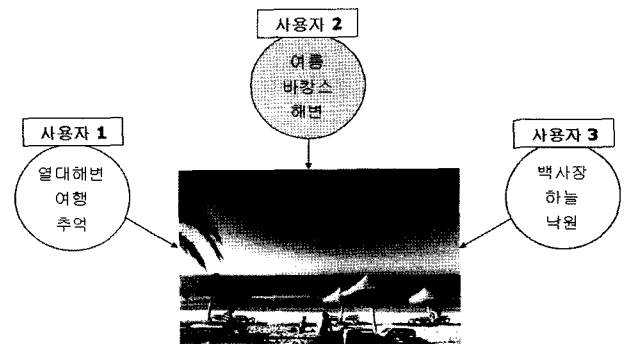 사용자 2
여름
바캉스
해변
사용자 1
열대해변
여행
추억
사용자 3
백사장
하늘
낙원